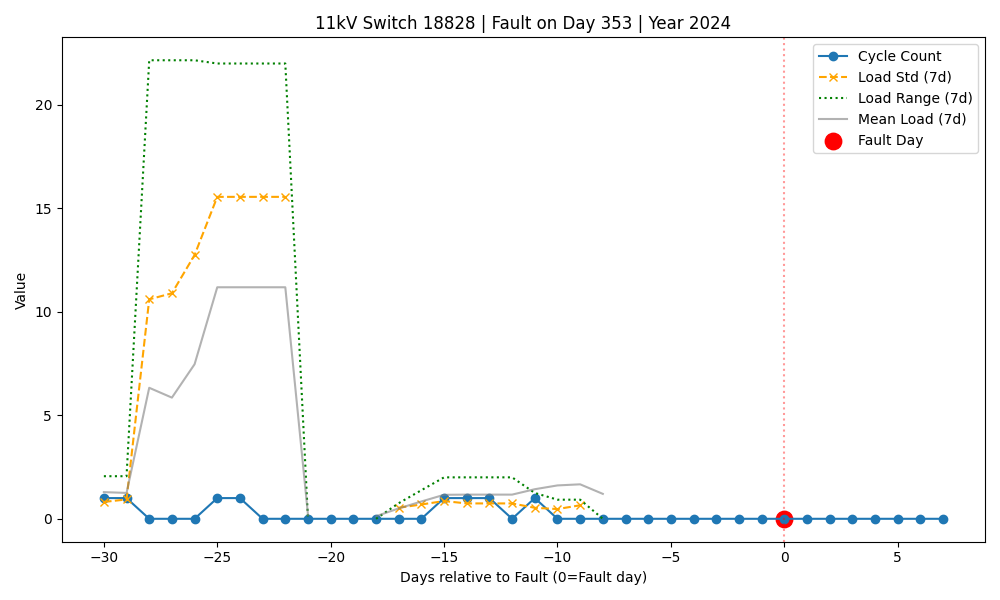 11kV Switch 18828 | Fault on Day 353 | Year 2024
Cycle Count
Load Std (7d)
Load Range (7d)
Mean Load (7d)
Fault Day
Value
20
15
10
5
0
−30
−25
−20
−15
−10
−5
0
5
Days relative to Fault (0=Fault day)